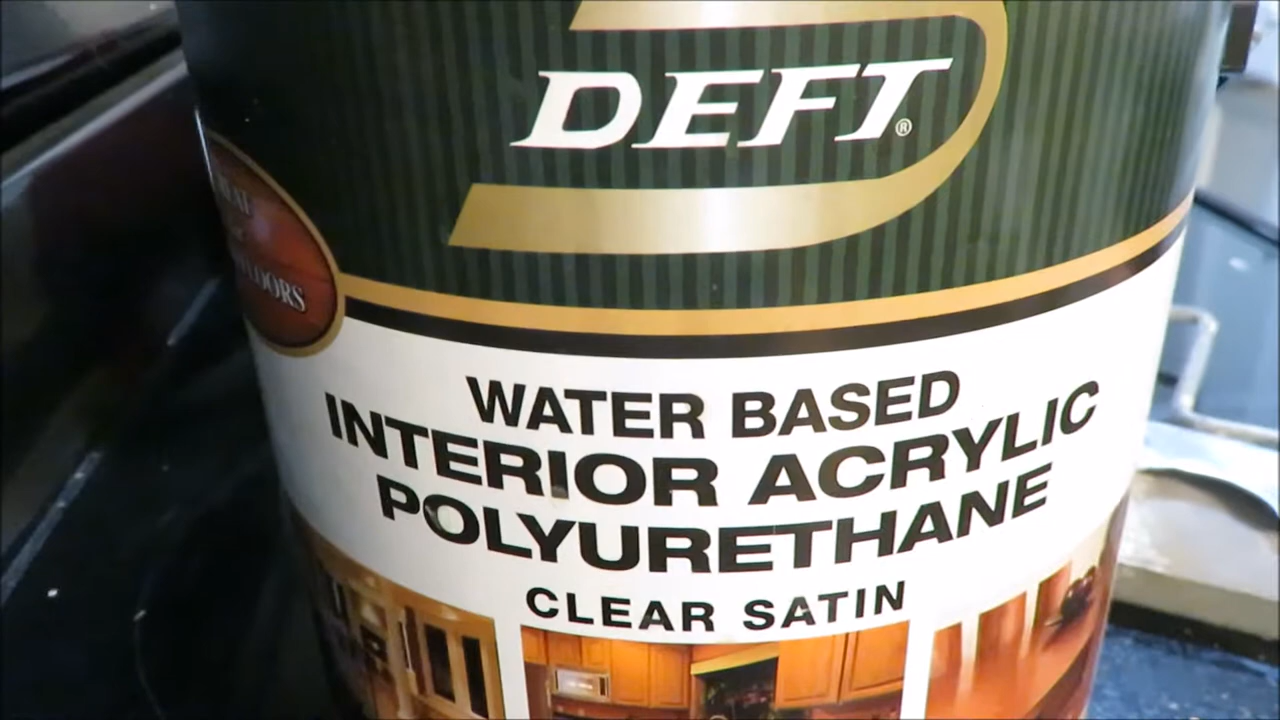 DEFT®
WATER BASED
INTERIOR ACRYLIC
POLYURETHANE
CLEAR SATIN